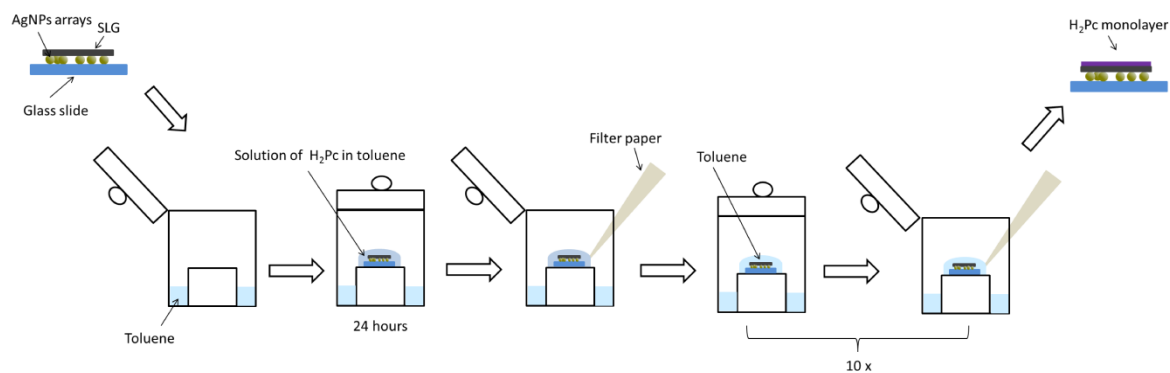 AgNPs arrays
SLG
Glass slide
H₂Pc monolayer
Solution of H₂Pc in toluene
Filter paper
Toluene
Toluene
24 hours
10 x